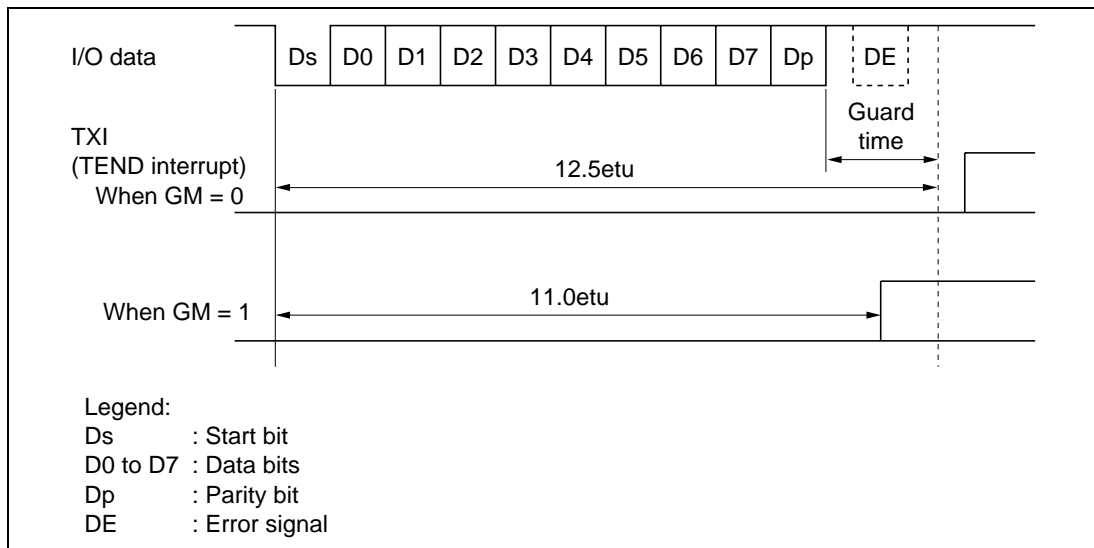 I/O data
Ds D0 D1 D2 D3 D4 D5 D6 D7 Dp DE
Guard
time
TXI
(TEND interrupt)
When GM = 0
12.5etu
When GM = 1
11.0etu
Legend:
Ds : Start bit
D0 to D7 : Data bits
Dp : Parity bit
DE : Error signal